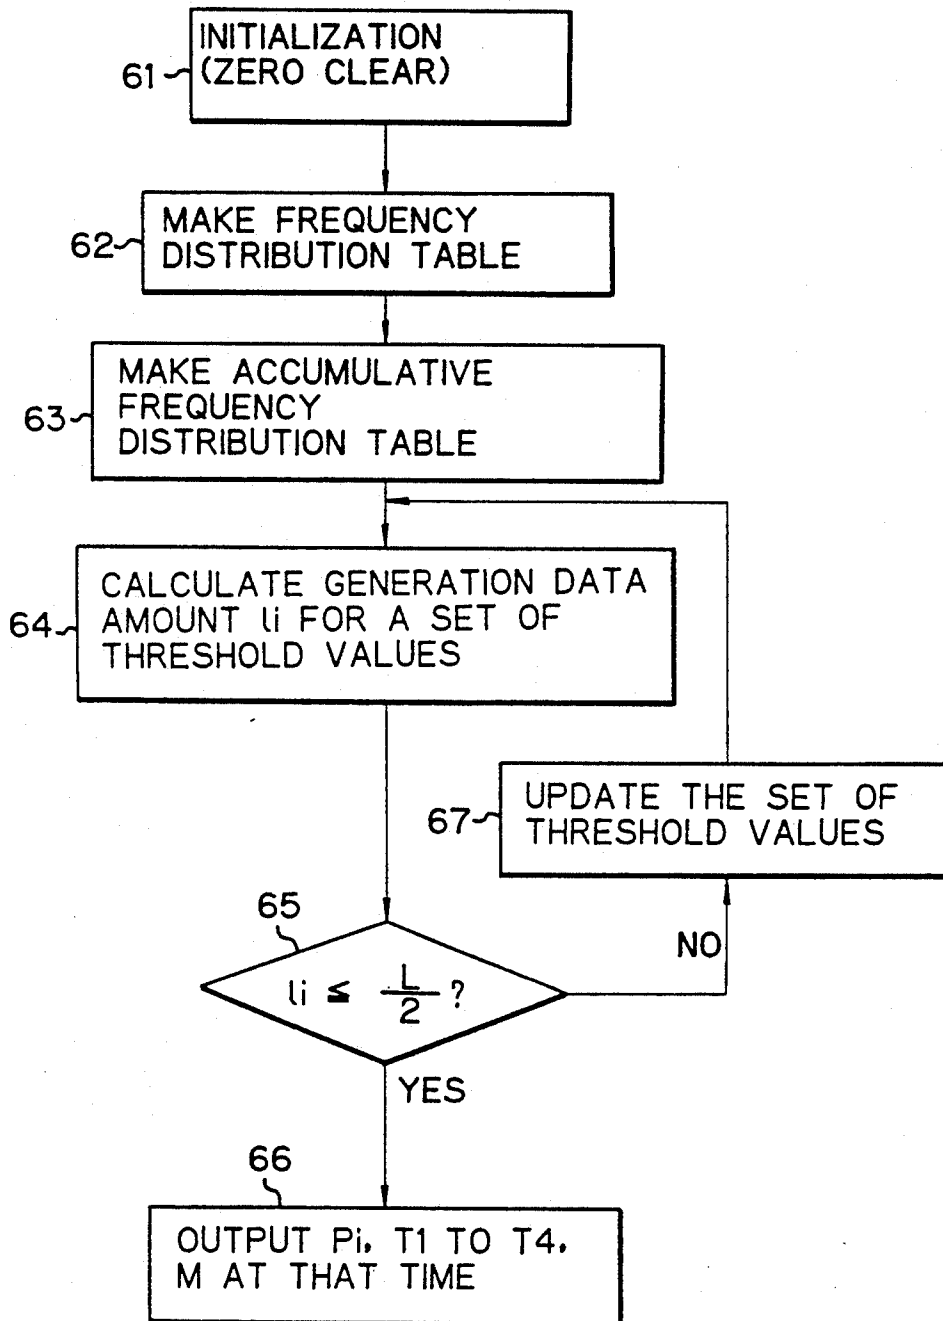 INITIALIZATION
(ZERO CLEAR)
61
MAKE FREQUENCY
DISTRIBUTION TABLE
62
MAKE ACCUMULATIVE
FREQUENCY
DISTRIBUTION TABLE
63
CALCULATE GENERATION DATA
AMOUNT li FOR A SET OF
THRESHOLD VALUES
64
UPDATE THE SET OF
THRESHOLD VALUES
67
65
li ≦ L/2 ?
NO
YES
66
OUTPUT Pi, T1 TO T4,
M AT THAT TIME